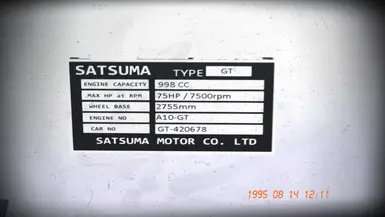 SATSUMA TYPE GT
ENGINE CAPACITY 998 CC
MAX HP at RPM 75HP / 7500rpm
WHEEL BASE 2755mm
ENGINE NO A10-GT
CAR NO GT-420678
SATSUMA MOTOR CO. LTD
1995 08 14 12:11